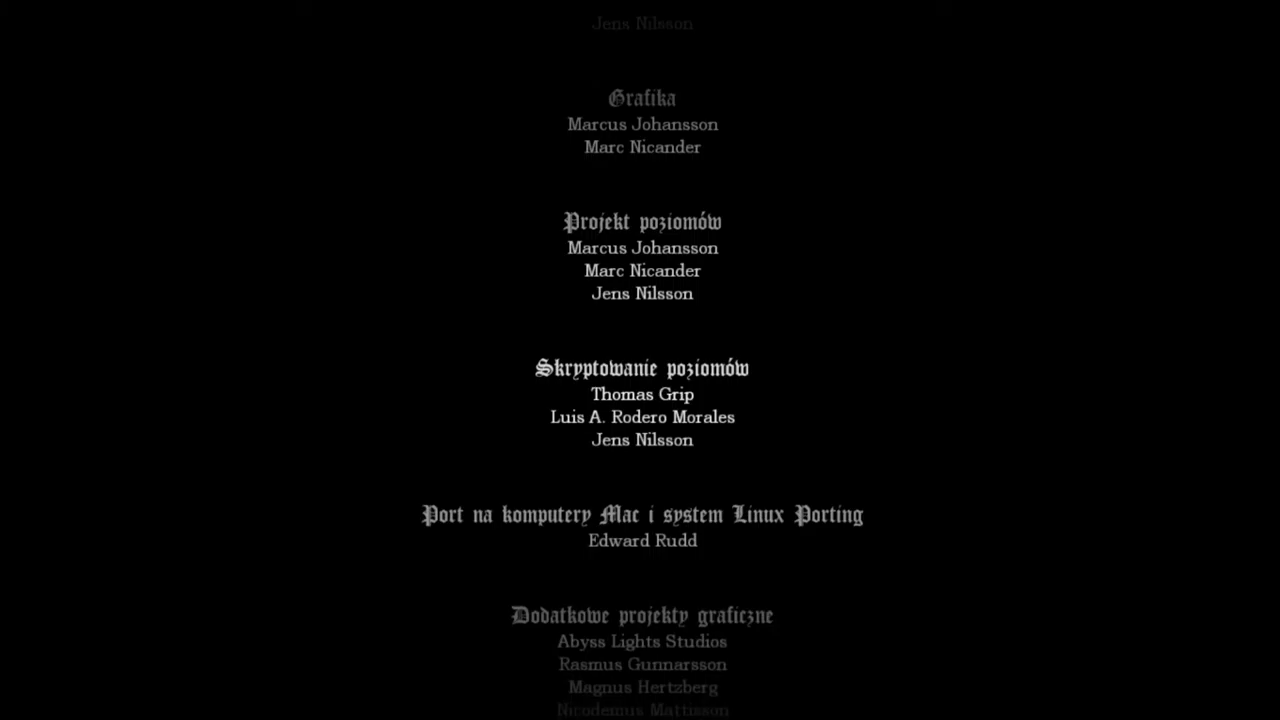 Jens Nilsson
Grafika
Marcus Johansson
Marc Nicander
Projekt poziomów
Marcus Johansson
Marc Nicander
Jens Nilsson
Skryptowanie poziomów
Thomas Grip
Luis A. Rodero Morales
Jens Nilsson
Port na komputery Mac i system Linux Porting
Edward Rudd
Dodatkowe projekty graficzne
Abyss Lights Studios
Rasmus Gunnarsson
Magnus Hertzberg
Nicodemus Mattisson